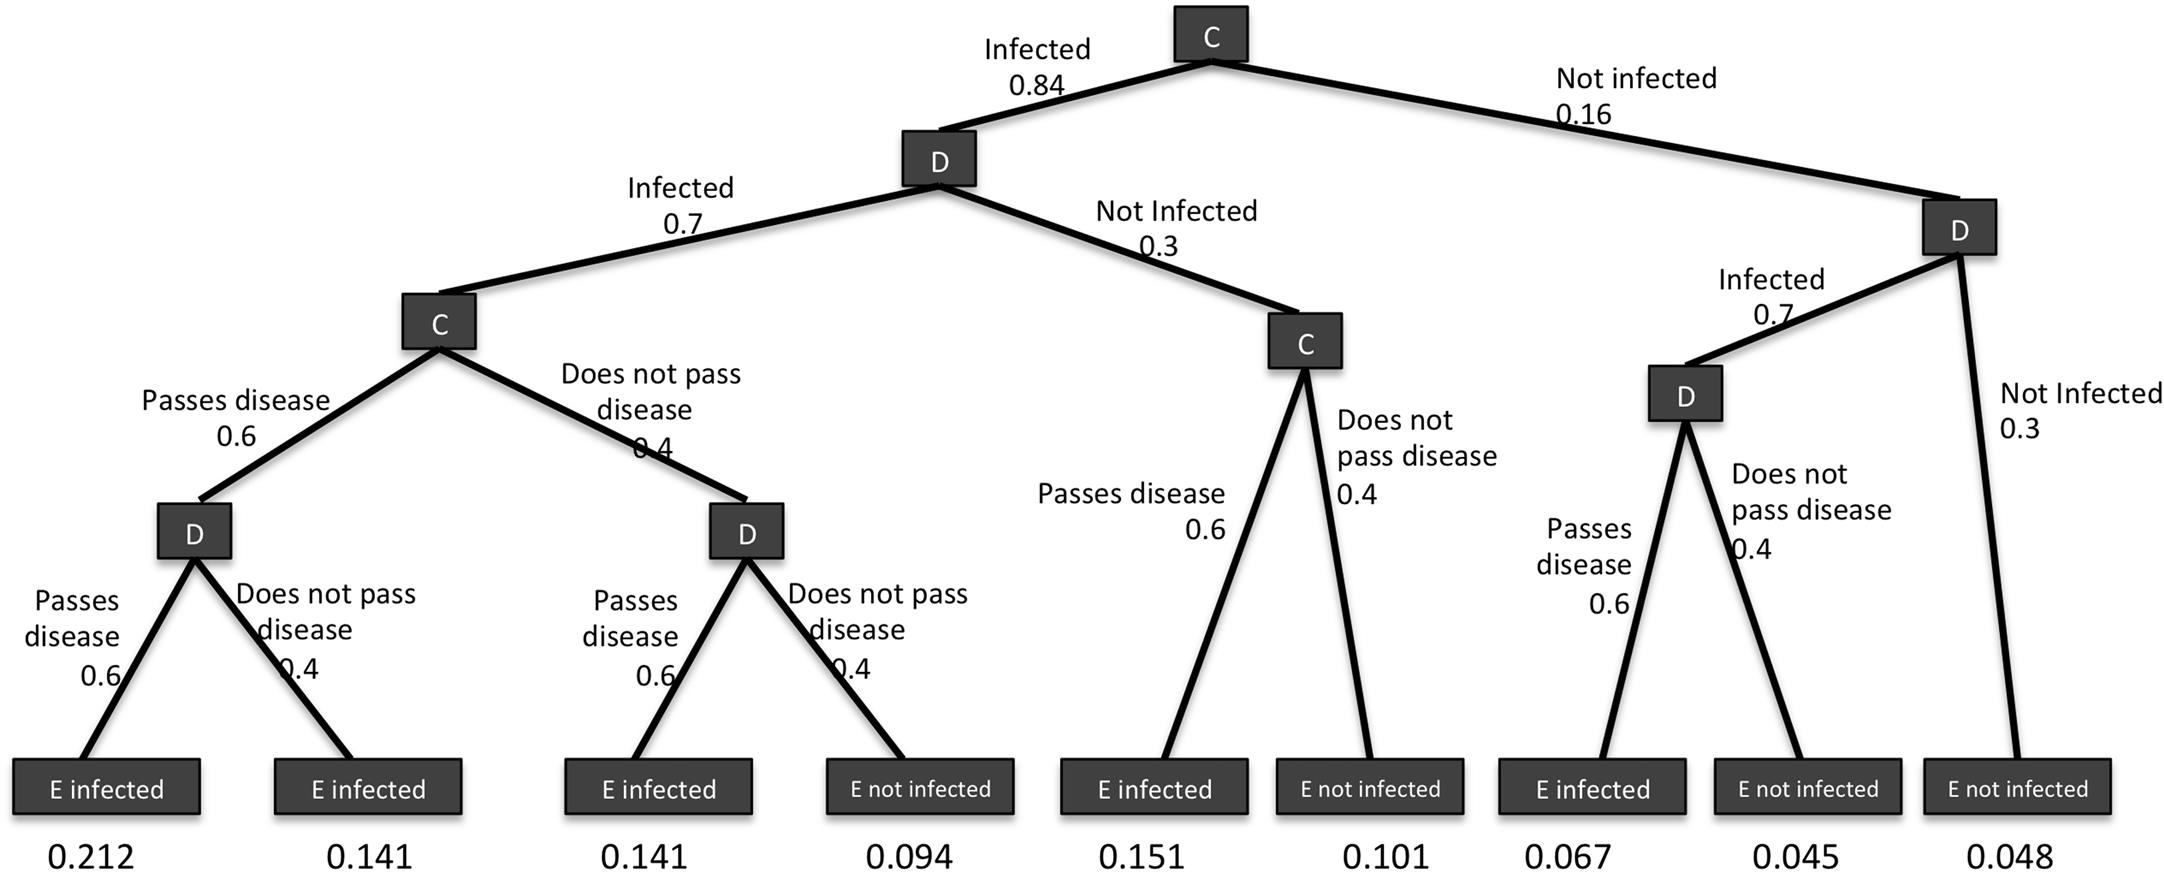 C
Infected
0.84
Not infected
0.16
D
Infected
0.7
Not Infected
0.3
D
Infected
0.7
Not Infected
0.3
C
Passes disease
0.6
Does not pass
disease
0.4
C
Passes disease
0.6
Does not
pass disease
0.4
D
Passes
disease
0.6
Does not
pass disease
0.4
D
Passes
disease
0.6
Does not pass
disease
0.4
D
Passes
disease
0.6
Does not pass
disease
0.4
E infected
E infected
E infected
E not infected
E infected
E not infected
E infected
E not infected
E not infected
0.212
0.141
0.141
0.094
0.151
0.101
0.067
0.045
0.048